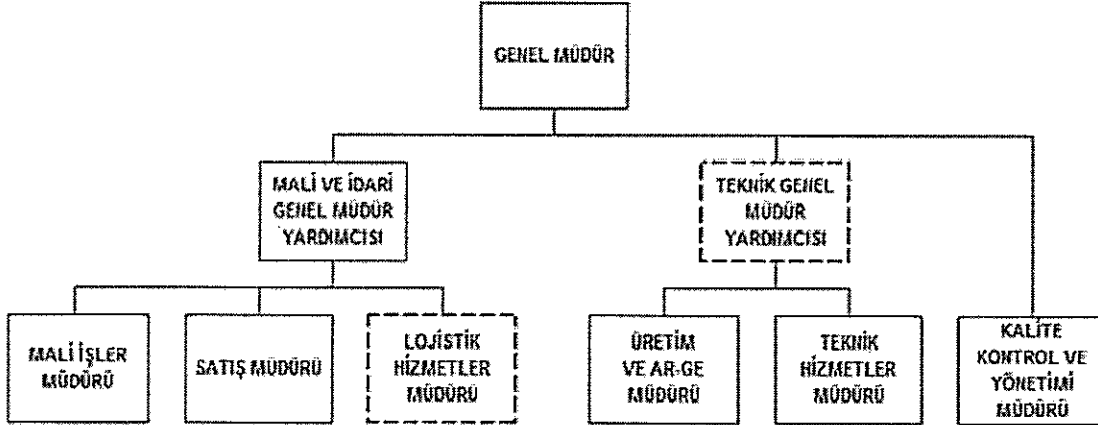 GENEL MÜDÜR
MALİ VE İDARİ
GENEL MÜDÜR
YARDIMCISI
TEKNİK GENEL
MÜDÜR
YARDIMCISI
MALİ İŞLER
MÜDÜRÜ
SATIŞ MÜDÜRÜ
LOJİSTİK
HİZMETLER
MÜDÜRÜ
ÜRETİM
VE AR-GE
MÜDÜRÜ
TEKNİK
HİZMETLER
MÜDÜRÜ
KALİTE
KONTROL VE
YÖNETİMİ
MÜDÜRÜ